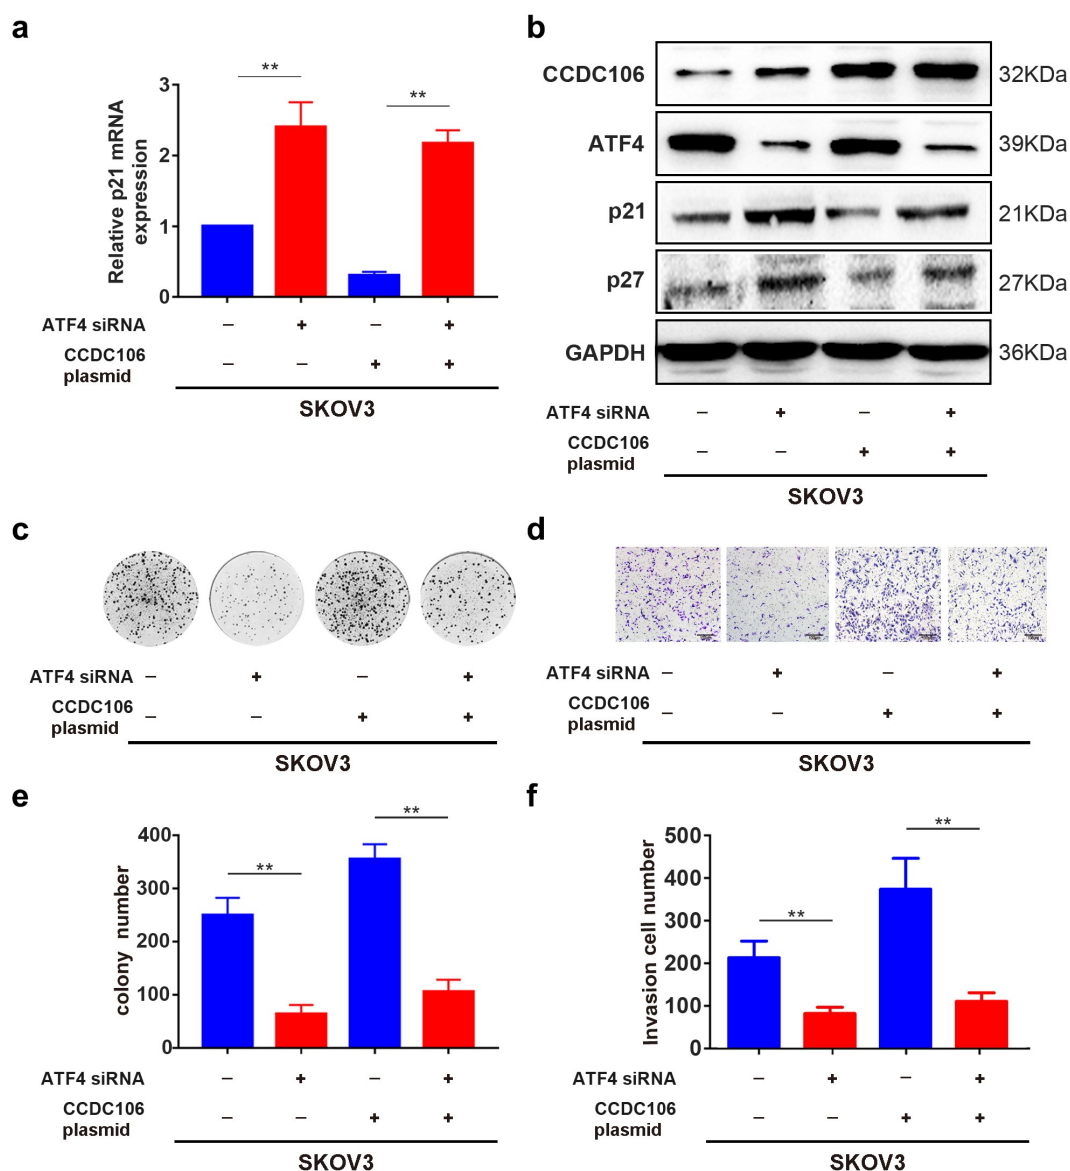 a
**
**
3
2
1
0
Relative p21 mRNA
expression
ATF4 siRNA – + – +
CCDC106
plasmid – – + +
SKOV3
b
CCDC106 32KDa
ATF4 39KDa
p21 21KDa
p27 27KDa
GAPDH 36KDa
ATF4 siRNA – + – +
CCDC106
plasmid – – + +
SKOV3
c
ATF4 siRNA – + – +
CCDC106
plasmid – – + +
SKOV3
d
ATF4 siRNA – + – +
CCDC106
plasmid – – + +
SKOV3
e
**
**
400
300
200
100
0
colony number
ATF4 siRNA – + – +
CCDC106
plasmid – – + +
SKOV3
f
**
**
500
400
300
200
100
0
Invasion cell number
ATF4 siRNA – + – +
CCDC106
plasmid – – + +
SKOV3